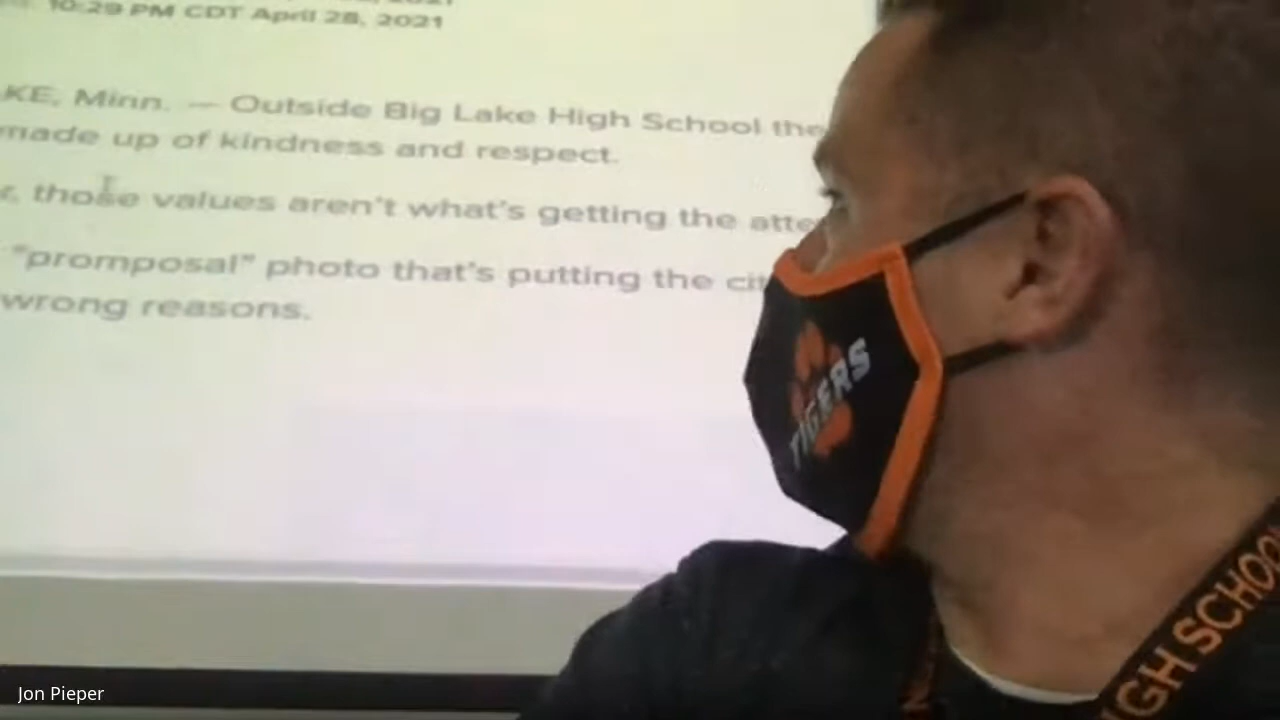 10:29 PM CDT April 28, 2021
KE, Minn. — Outside Big Lake High School the
made up of kindness and respect.
r, those values aren't what's getting the atte
"promposal" photo that's putting the cit
wrong reasons.
TIGERS
IGH SCHOO
Jon Pieper